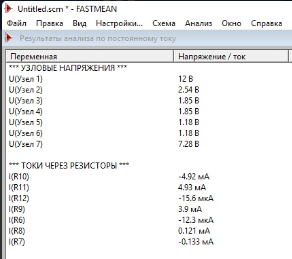 Untitled.scm * - FASTMEAN
Файл Правка Вид Настройки... Схема Анализ Окно Справка
Результаты анализа по постоянному току
Переменная Напряжение / ток
*** УЗЛОВЫЕ НАПРЯЖЕНИЯ ***
U(Узел 1) 12 В
U(Узел 2) 2.54 В
U(Узел 3) 1.85 В
U(Узел 4) 1.85 В
U(Узел 5) 1.18 В
U(Узел 6) 1.18 В
U(Узел 7) 7.28 В
*** ТОКИ ЧЕРЕЗ РЕЗИСТОРЫ ***
I(R10) -4.92 мА
I(R11) 4.93 мА
I(R12) -15.6 мкА
I(R9) 3.9 мА
I(R6) -12.3 мкА
I(R8) 0.121 мА
I(R7) -0.133 мА